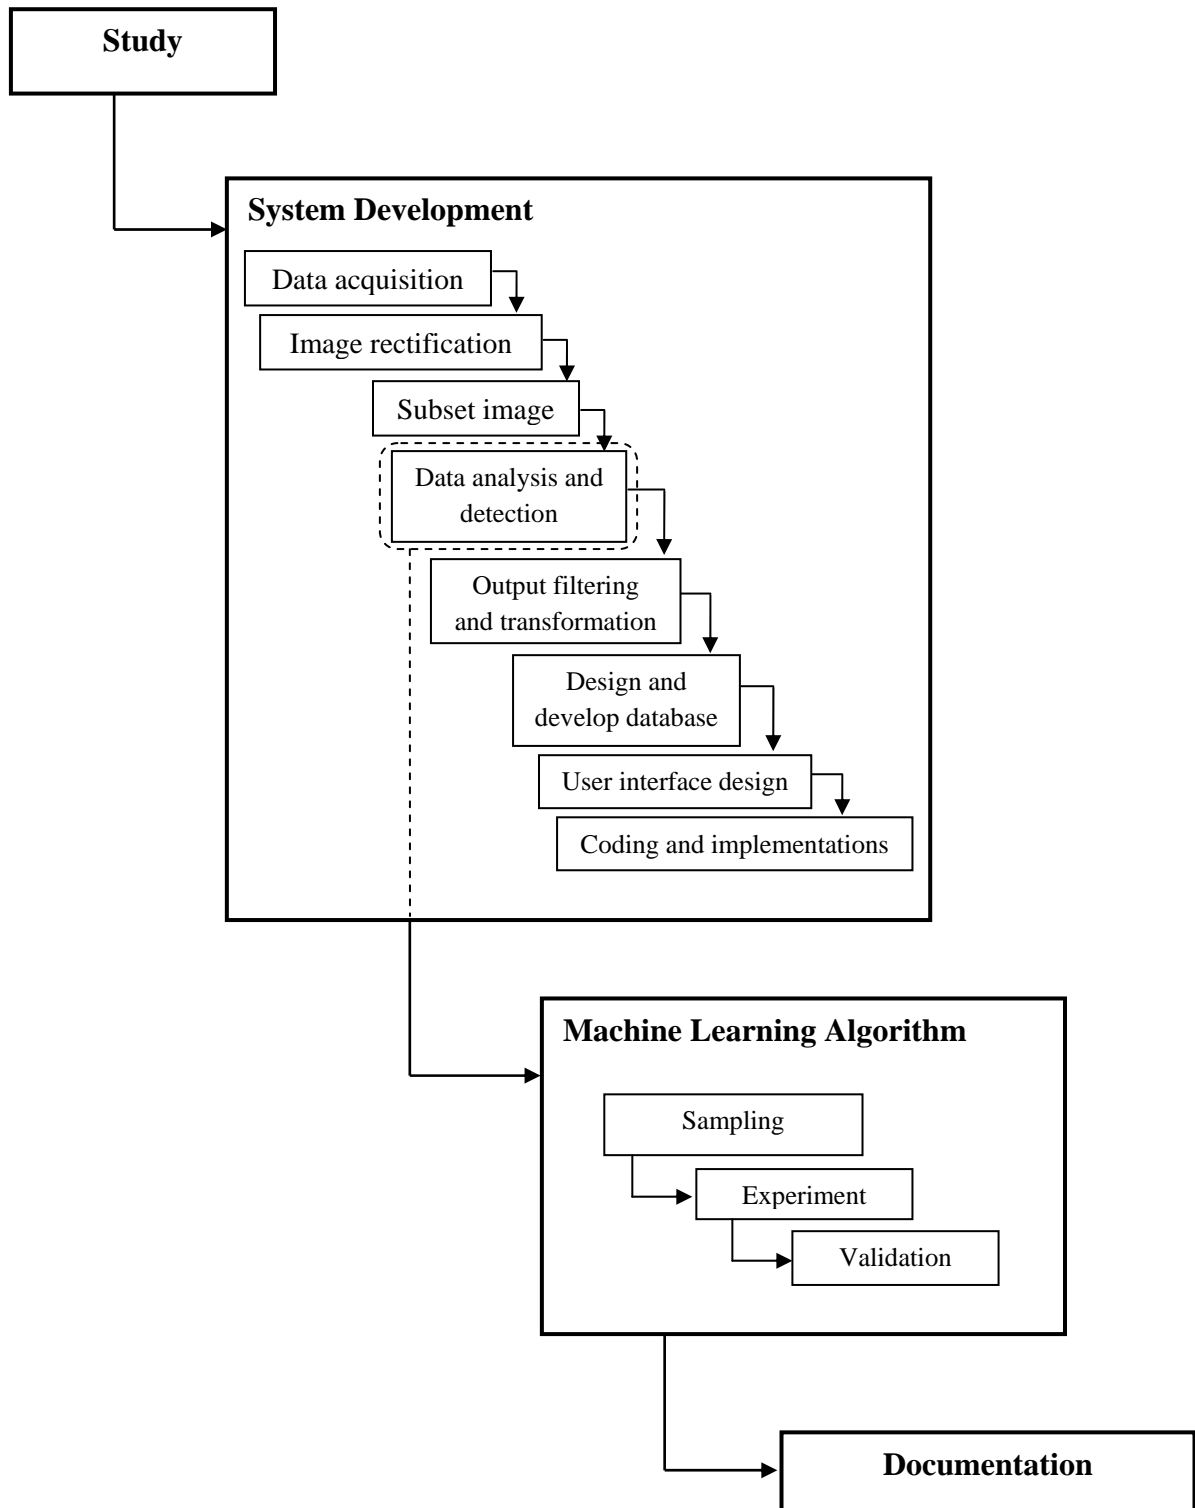 Study
System Development
Data acquisition
Image rectification
Subset image
Data analysis and
detection
Output filtering
and transformation
Design and
develop database
User interface design
Coding and implementations
Machine Learning Algorithm
Sampling
Experiment
Validation
Documentation